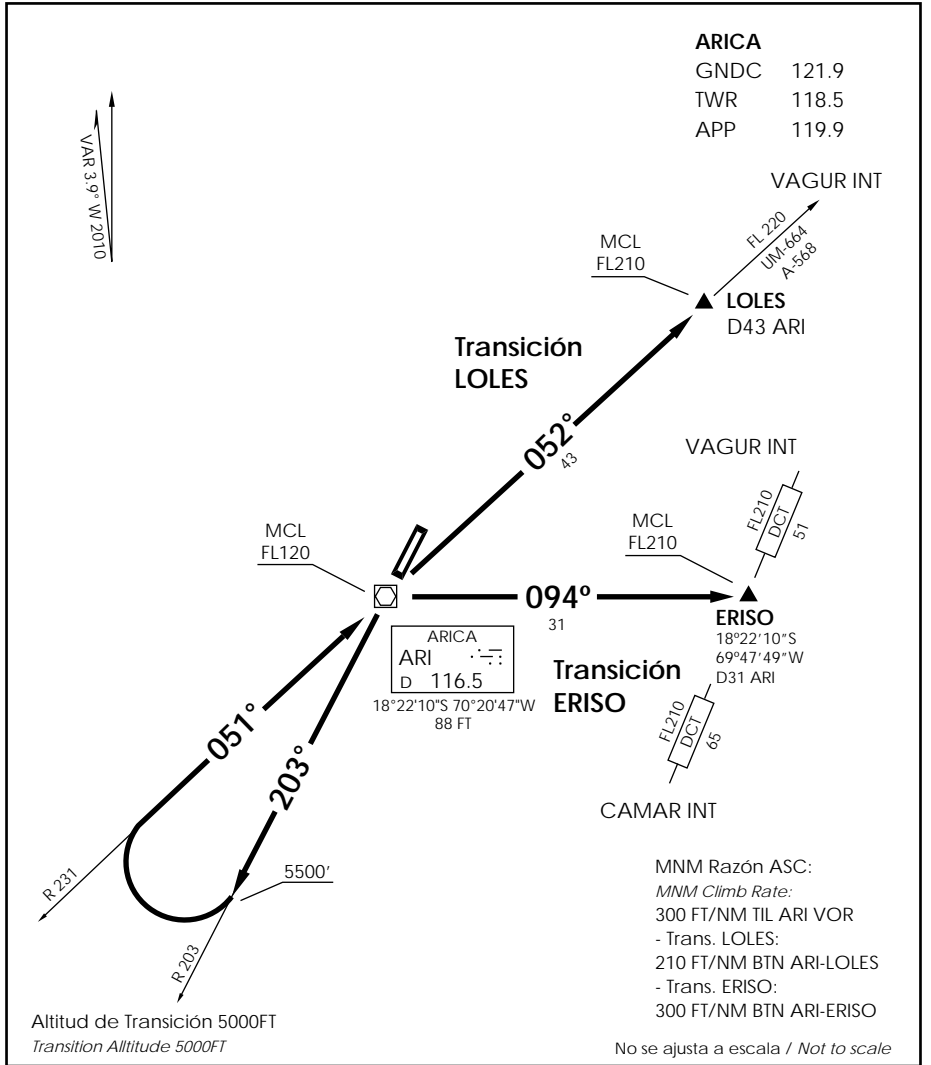 ARICA
GNDC 121.9
TWR 118.5
APP 119.9
VAR 3.9° W 2010
VAGUR INT
FL 220
UM-664
A-568
MCL
FL210
LOLES
D43 ARI
Transición
LOLES
052°
43
VAGUR INT
FL210
DCT
51
MCL
FL120
MCL
FL210
094º
31
ERISO
18º22'10"S
69º47'49"W
D31 ARI
ARICA
ARI
D 116.5
18°22'10"S 70°20'47"W
88 FT
Transición
ERISO
FL210
DCT
65
CAMAR INT
051°
203°
R 231
5500'
R 203
MNM Razón ASC:
MNM Climb Rate:
300 FT/NM TIL ARI VOR
- Trans. LOLES:
210 FT/NM BTN ARI-LOLES
- Trans. ERISO:
300 FT/NM BTN ARI-ERISO
Altitud de Transición 5000FT
Transition Alltitude 5000FT
No se ajusta a escala / Not to scale